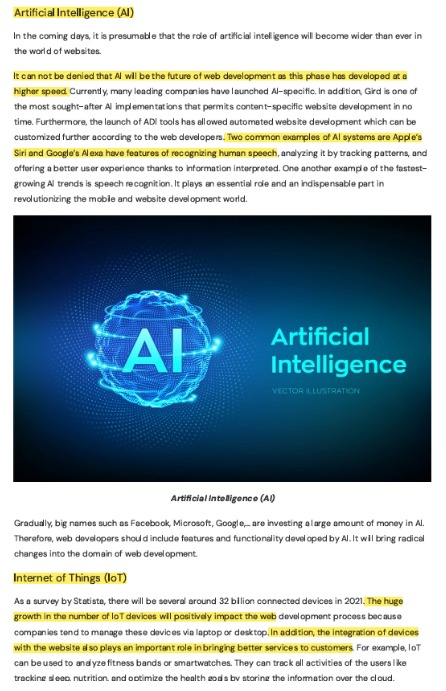 Artificial Intelligence (AI)
In the coming days, it is presumable that the role of artificial intelligence will become wider than ever in
the world of websites.
It can not be denied that AI will be the future of web development as this phase has developed at a
higher speed. Currently, many leading companies have launched AI-specific. In addition, Gird is one of
the most sought-after AI implementations that permits content-specific website development in no
time. Furthermore, the launch of ADI tools has allowed automated website development which can be
customized further according to the web developers. Two common examples of AI systems are Apple's
Siri and Google's Alexa have features of recognizing human speech, analyzing it by tracking patterns, and
offering a better user experience thanks to information interpreted. One another example of the fastest-
growing AI trends is speech recognition. It plays an essential role and an indispensable part in
revolutionizing the mobile and website development world.
AI
Artificial
Intelligence
VECTOR ILLUSTRATION
Artificial Intelligence (AI)
Gradually, big names such as Facebook, Microsoft, Google,... are investing a large amount of money in AI.
Therefore, web developers should include features and functionality developed by AI. It will bring radical
changes into the domain of web development.
Internet of Things (IoT)
As a survey by Statista, there will be several around 32 billion connected devices in 2021. The huge
growth in the number of IoT devices will positively impact the web development process because
companies tend to manage these devices via laptop or desktop. In addition, the integration of devices
with the website also plays an important role in bringing better services to customers. For example, IoT
can be used to analyze fitness bands or smartwatches. They can track all activities of the users like
tracking sleep, nutrition, and optimize the health goals by storing the information over the cloud.